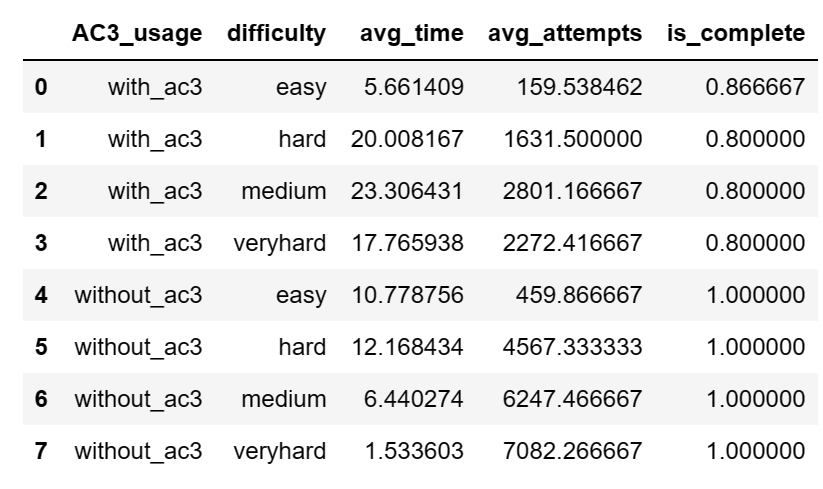 AC3_usage difficulty avg_time avg_attempts is_complete
0 with_ac3 easy 5.661409 159.538462 0.866667
1 with_ac3 hard 20.008167 1631.500000 0.800000
2 with_ac3 medium 23.306431 2801.166667 0.800000
3 with_ac3 veryhard 17.765938 2272.416667 0.800000
4 without_ac3 easy 10.778756 459.866667 1.000000
5 without_ac3 hard 12.168434 4567.333333 1.000000
6 without_ac3 medium 6.440274 6247.466667 1.000000
7 without_ac3 veryhard 1.533603 7082.266667 1.000000